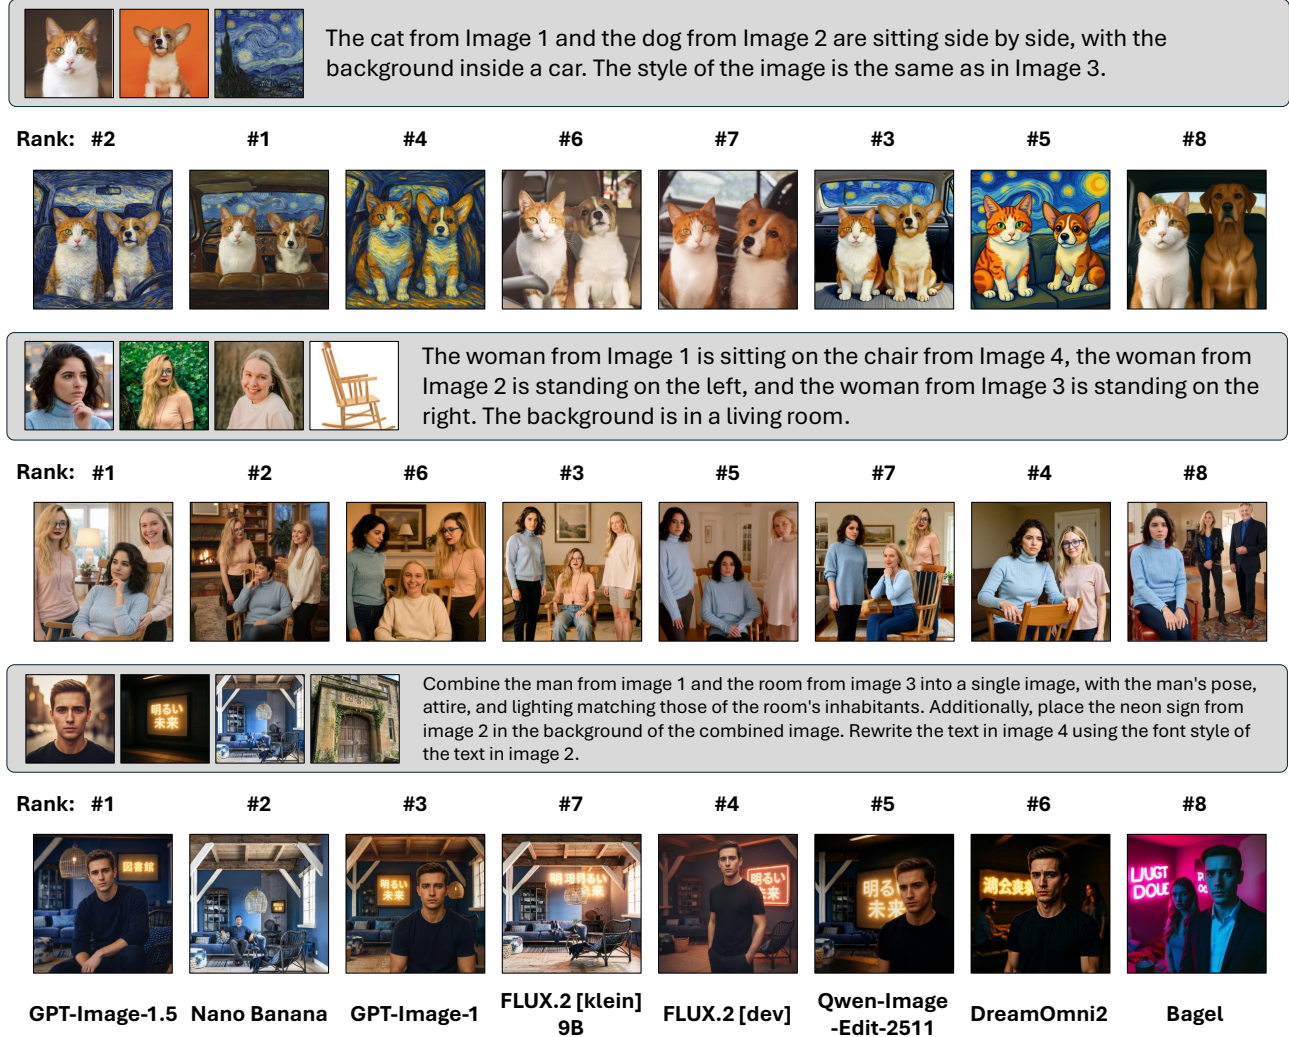 The cat from Image 1 and the dog from Image 2 are sitting side by side, with the
background inside a car. The style of the image is the same as in Image 3.
Rank: #2 #1 #4 #6 #7 #3 #5 #8
The woman from Image 1 is sitting on the chair from Image 4, the woman from
Image 2 is standing on the left, and the woman from Image 3 is standing on the
right. The background is in a living room.
Rank: #1 #2 #6 #3 #5 #7 #4 #8
明るい
未来
Combine the man from image 1 and the room from image 3 into a single image, with the man's pose,
attire, and lighting matching those of the room's inhabitants. Additionally, place the neon sign from
image 2 in the background of the combined image. Rewrite the text in image 4 using the font style of
the text in image 2.
Rank: #1 #2 #3 #7 #4 #5 #6 #8
図書館
明るい
未来
明るい
未来
明る
未来
LIUGT
DOLE
GPT-Image-1.5 Nano Banana GPT-Image-1 FLUX.2 [klein] 9B FLUX.2 [dev] Qwen-Image-Edit-2511 DreamOmni2 Bagel